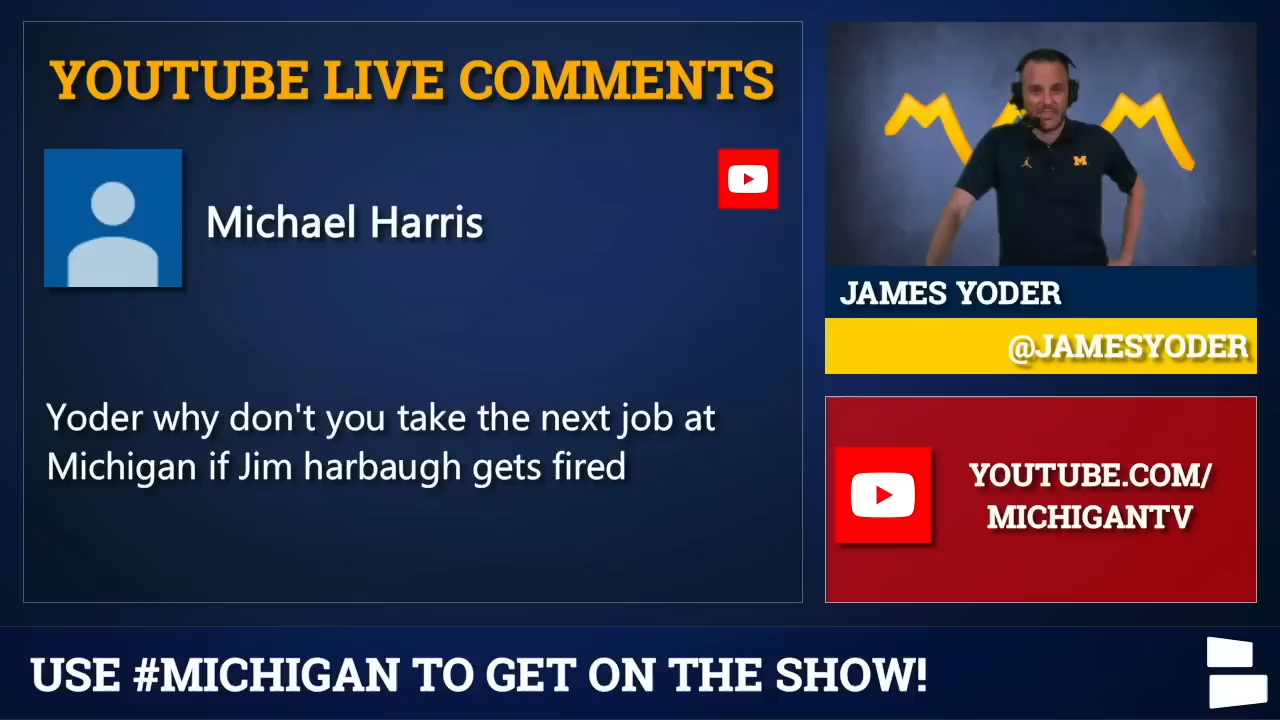 YOUTUBE LIVE COMMENTS
Michael Harris
Yoder why don't you take the next job at
Michigan if Jim harbaugh gets fired
M
JAMES YODER
@JAMESYODER
YOUTUBE.COM/
MICHIGANTV
USE #MICHIGAN TO GET ON THE SHOW!